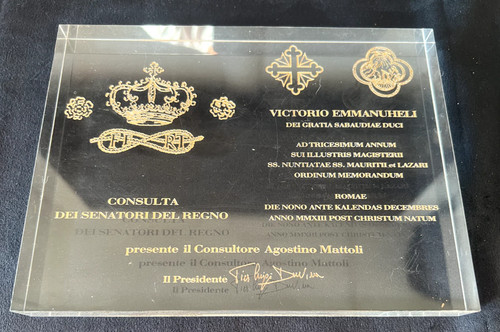 FE RT
CONSULTA
DEI SENATORI DEL REGNO
VICTORIO EMMANUHELI
DEI GRATIA SABAUDIAE DUCI
AD TRICESIMUM ANNUM
SUI ILLUSTRIS MAGISTERII
SS. NUNTIATAE SS. MAURITII et LAZARI
ORDINUM MEMORANDUM
ROMAE
DIE NONO ANTE KALENDAS DECEMBRES
ANNO MMXIII POST CHRISTUM NATUM
presente il Consultore Agostino Mattoli
Il Presidente